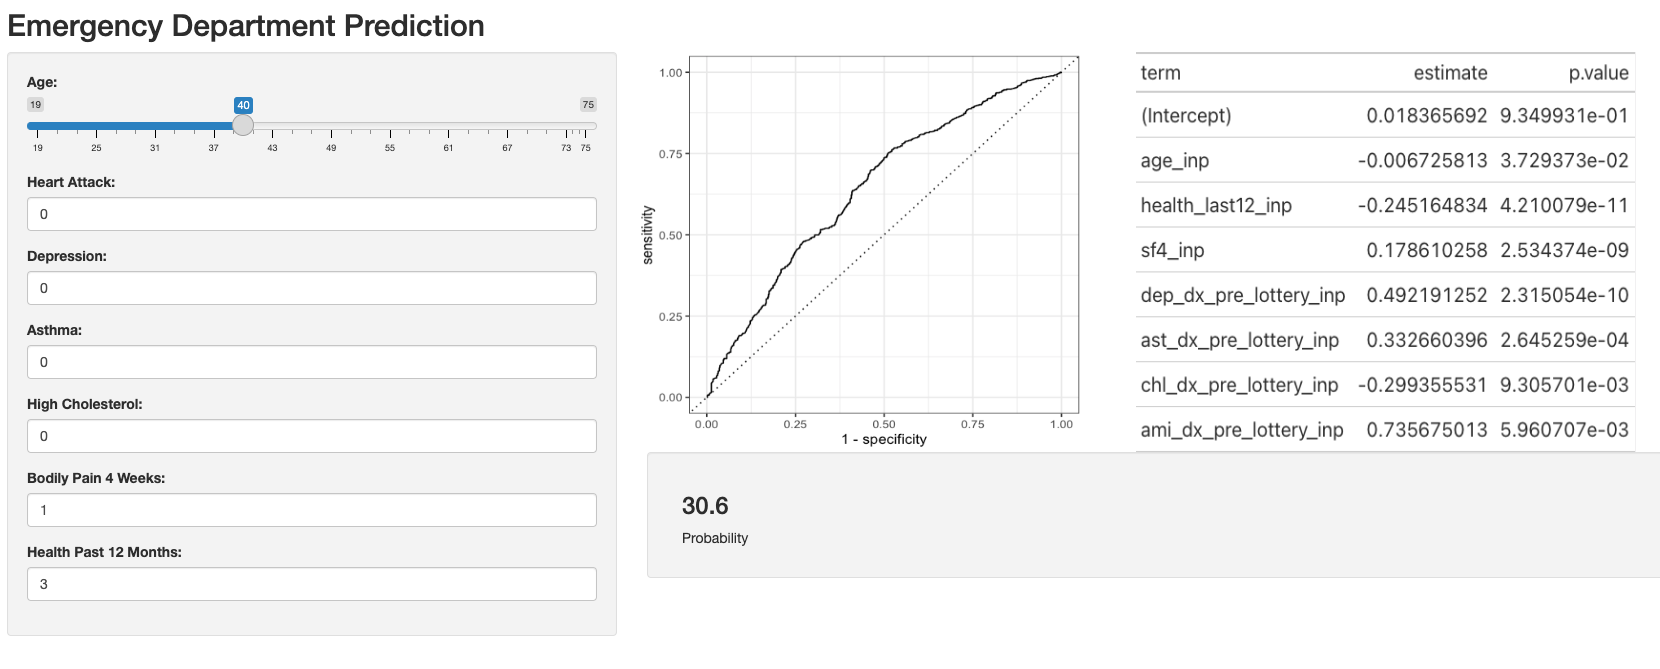 Emergency Department Prediction
Age:
19 40 75
19 25 31 37 43 49 55 61 67 73 75
Heart Attack:
0
Depression:
0
Asthma:
0
High Cholesterol:
0
Bodily Pain 4 Weeks:
1
Health Past 12 Months:
3
sensitivity
1.00
0.75
0.50
0.25
0.00
0.00 0.25 0.50 0.75 1.00
1 - specificity
term estimate p.value
(Intercept) 0.018365692 9.349931e-01
age_inp -0.006725813 3.729373e-02
health_last12_inp -0.245164834 4.210079e-11
sf4_inp 0.178610258 2.534374e-09
dep_dx_pre_lottery_inp 0.492191252 2.315054e-10
ast_dx_pre_lottery_inp 0.332660396 2.645259e-04
chl_dx_pre_lottery_inp -0.299355531 9.305701e-03
ami_dx_pre_lottery_inp 0.735675013 5.960707e-03
30.6
Probability